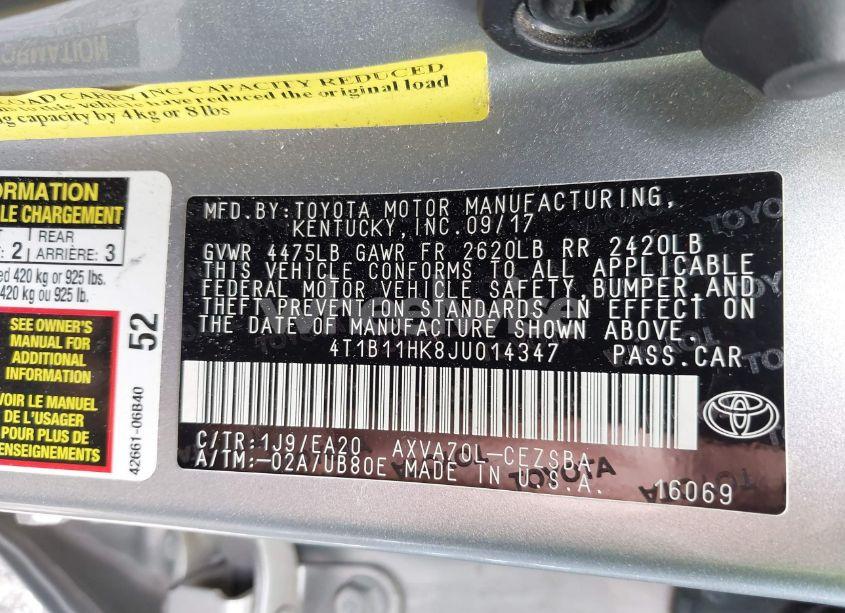 LOAD CARRYING CAPACITY REDUCED
vehicle have reduced the original load
capacity by 4kg or 8 lbs
ORMATION
LE CHARGEMENT
2 REAR ARRIÈRE: 3
420 kg or 925 lbs.
420 kg ou 925 lb.
SEE OWNER'S
MANUAL FOR
ADDITIONAL
INFORMATION
VOIR LE MANUEL
DE L'USAGER
POUR PLUS DE
RENSEIGNEMENTS
52
42661-06B40
MFD.BY:TOYOTA MOTOR MANUFACTURING,
KENTUCKY,INC.09/17
GVWR 4475LB GAWR FR 2620LB RR 2420LB
THIS VEHICLE CONFORMS TO ALL APPLICABLE
FEDERAL MOTOR VEHICLE SAFETY,BUMPER,AND
THEFT PREVENTION STANDARDS IN EFFECT ON
THE DATE OF MANUFACTURE SHOWN ABOVE.
4T1B11HK8JU014347 PASS.CAR
C/TR:1J9/EA20 AXVA70L-CEZSBA
A/TM:-02A/UB80E MADE IN U.S.A.
TOYOTA
16069